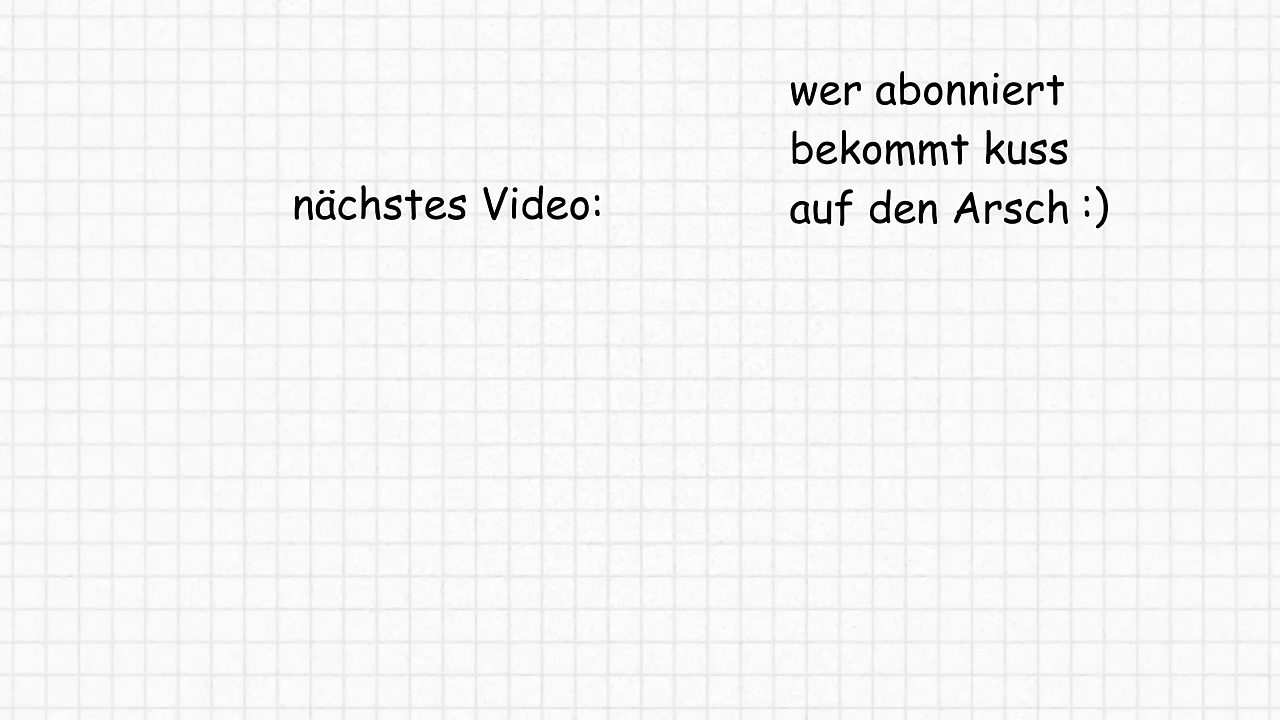 nächstes Video:
wer abonniert
bekommt kuss
auf den Arsch :)